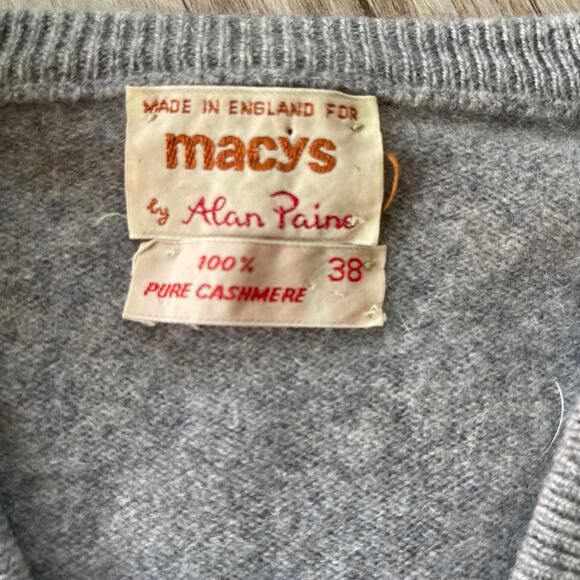 MADE IN ENGLAND FOR
macys
by Alan Paine
100% 38
PURE CASHMERE